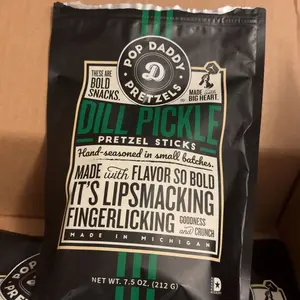 POP DADDY
D
PRETZELS
THESE ARE
BOLD
SNACKS.
MADE with
BIG HEART.
DILL PICKLE
PRETZEL STICKS
Hand-seasoned in small batches.
MADE with FLAVOR SO BOLD
IT'S LIPSMACKING
FINGERLICKING GOODNESS
and CRUNCH
MADE IN MICHIGAN
NET WT. 7.5 OZ. (212 G)
POP DADDY